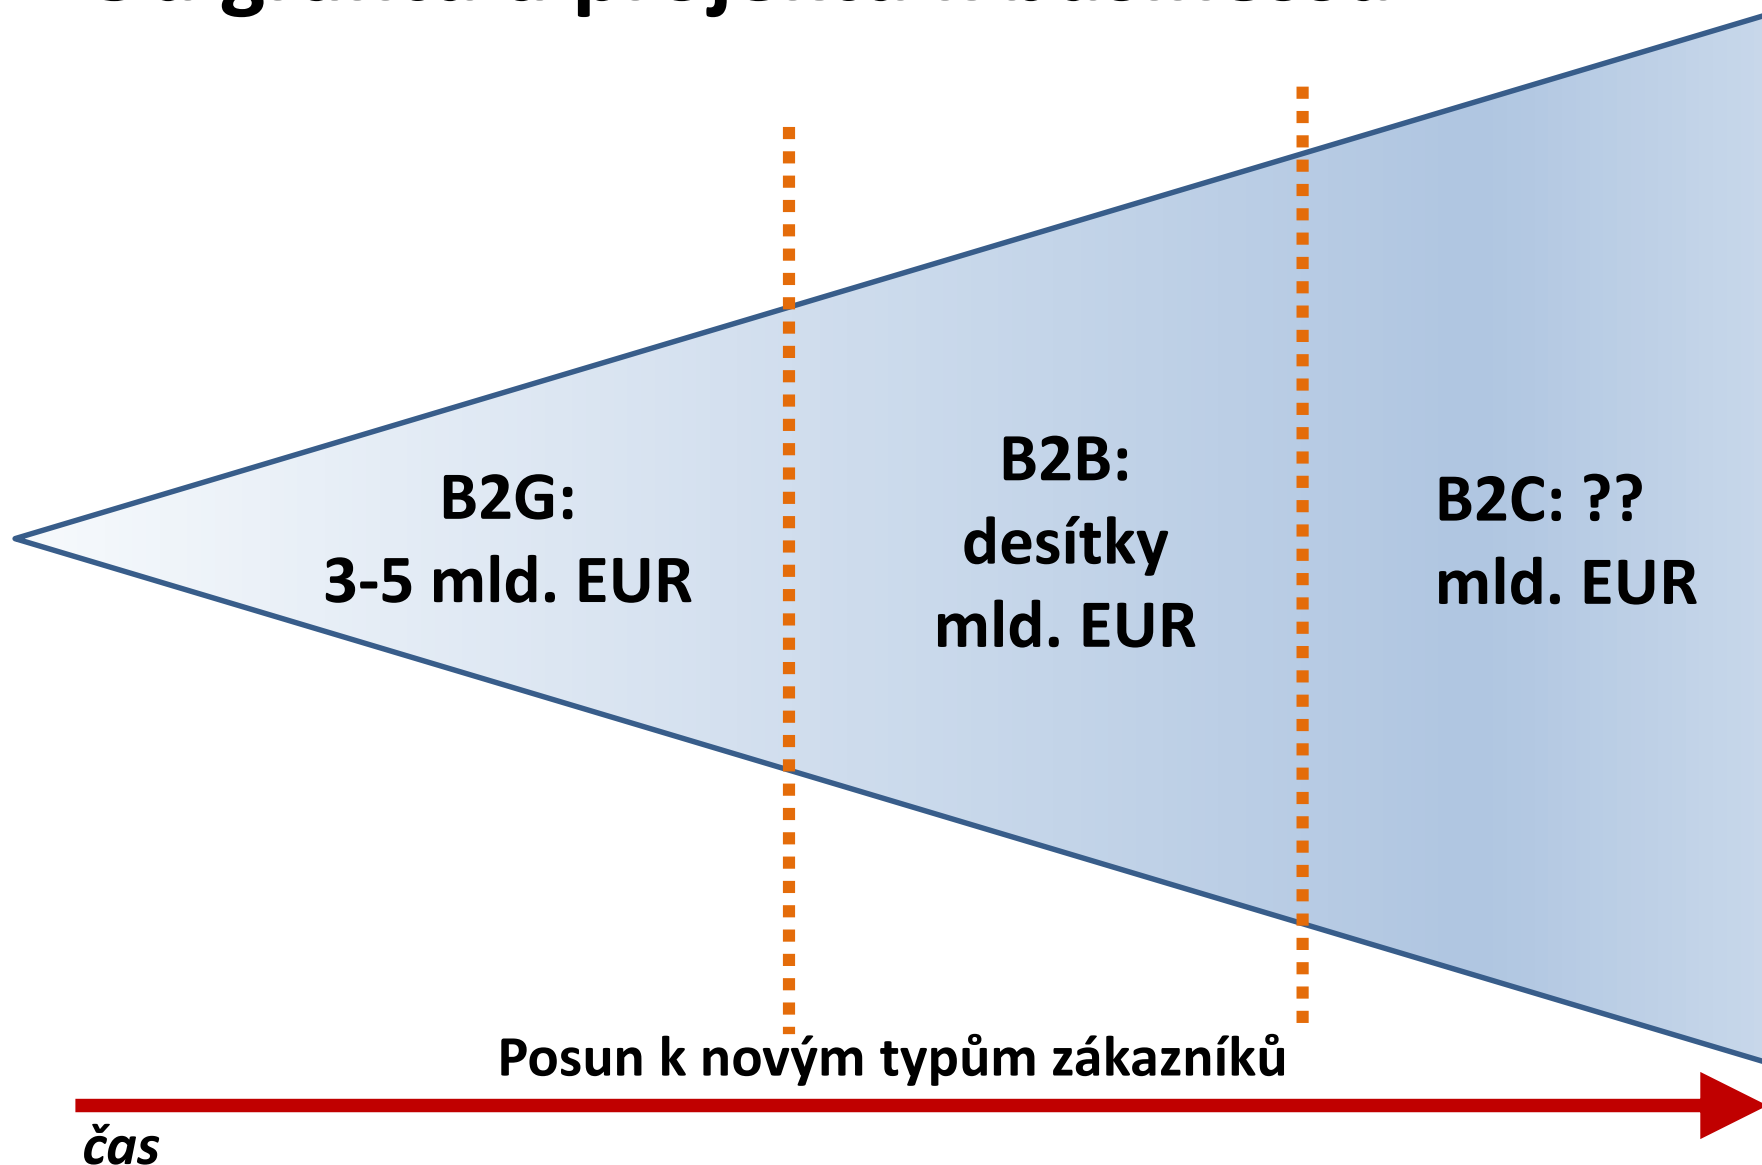 B2G:
3-5 mld. EUR
B2B:
desítky
mld. EUR
B2C: ??
mld. EUR
Posun k novým typům zákazníků
čas